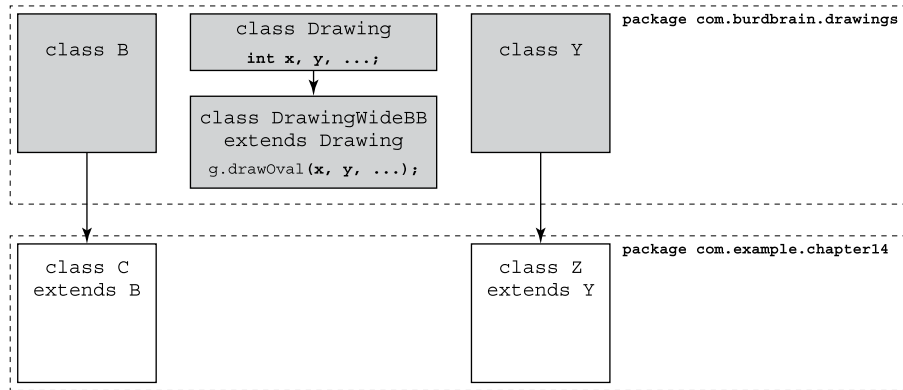 package com.burdbrain.drawings
class B
class Drawing
int x, y, ...;
class DrawingWideBB
extends Drawing
g.drawOval(x, y, ...);
class Y
package com.example.chapter14
class C
extends B
class Z
extends Y